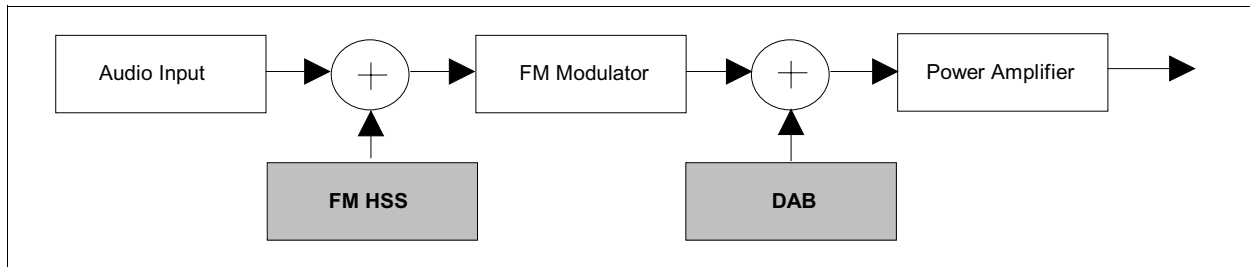 Audio Input
FM Modulator
Power Amplifier
FM HSS
DAB